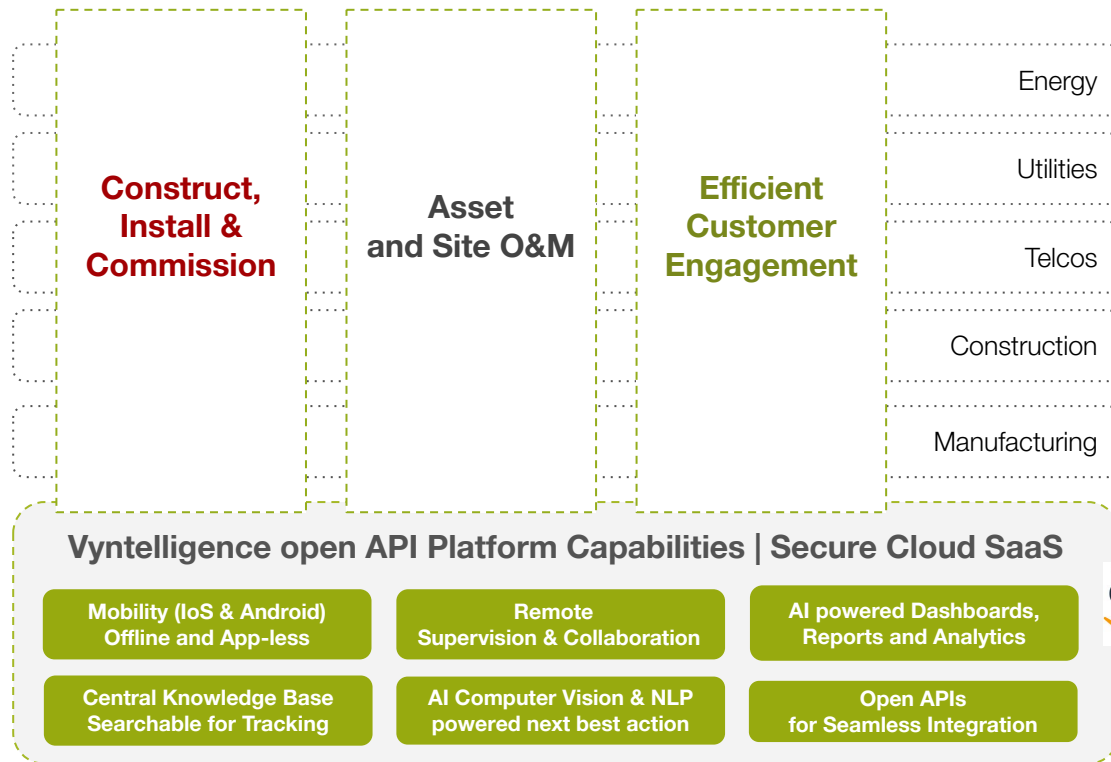 Construct,
Install &
Commission
Asset
and Site O&M
Efficient
Customer
Engagement
Energy
Utilities
Telcos
Construction
Manufacturing
Vyntelligence open API Platform Capabilities | Secure Cloud SaaS
Mobility (IoS & Android)
Offline and App-less
Remote
Supervision & Collaboration
AI powered Dashboards,
Reports and Analytics
Central Knowledge Base
Searchable for Tracking
AI Computer Vision & NLP
powered next best action
Open APIs
for Seamless Integration